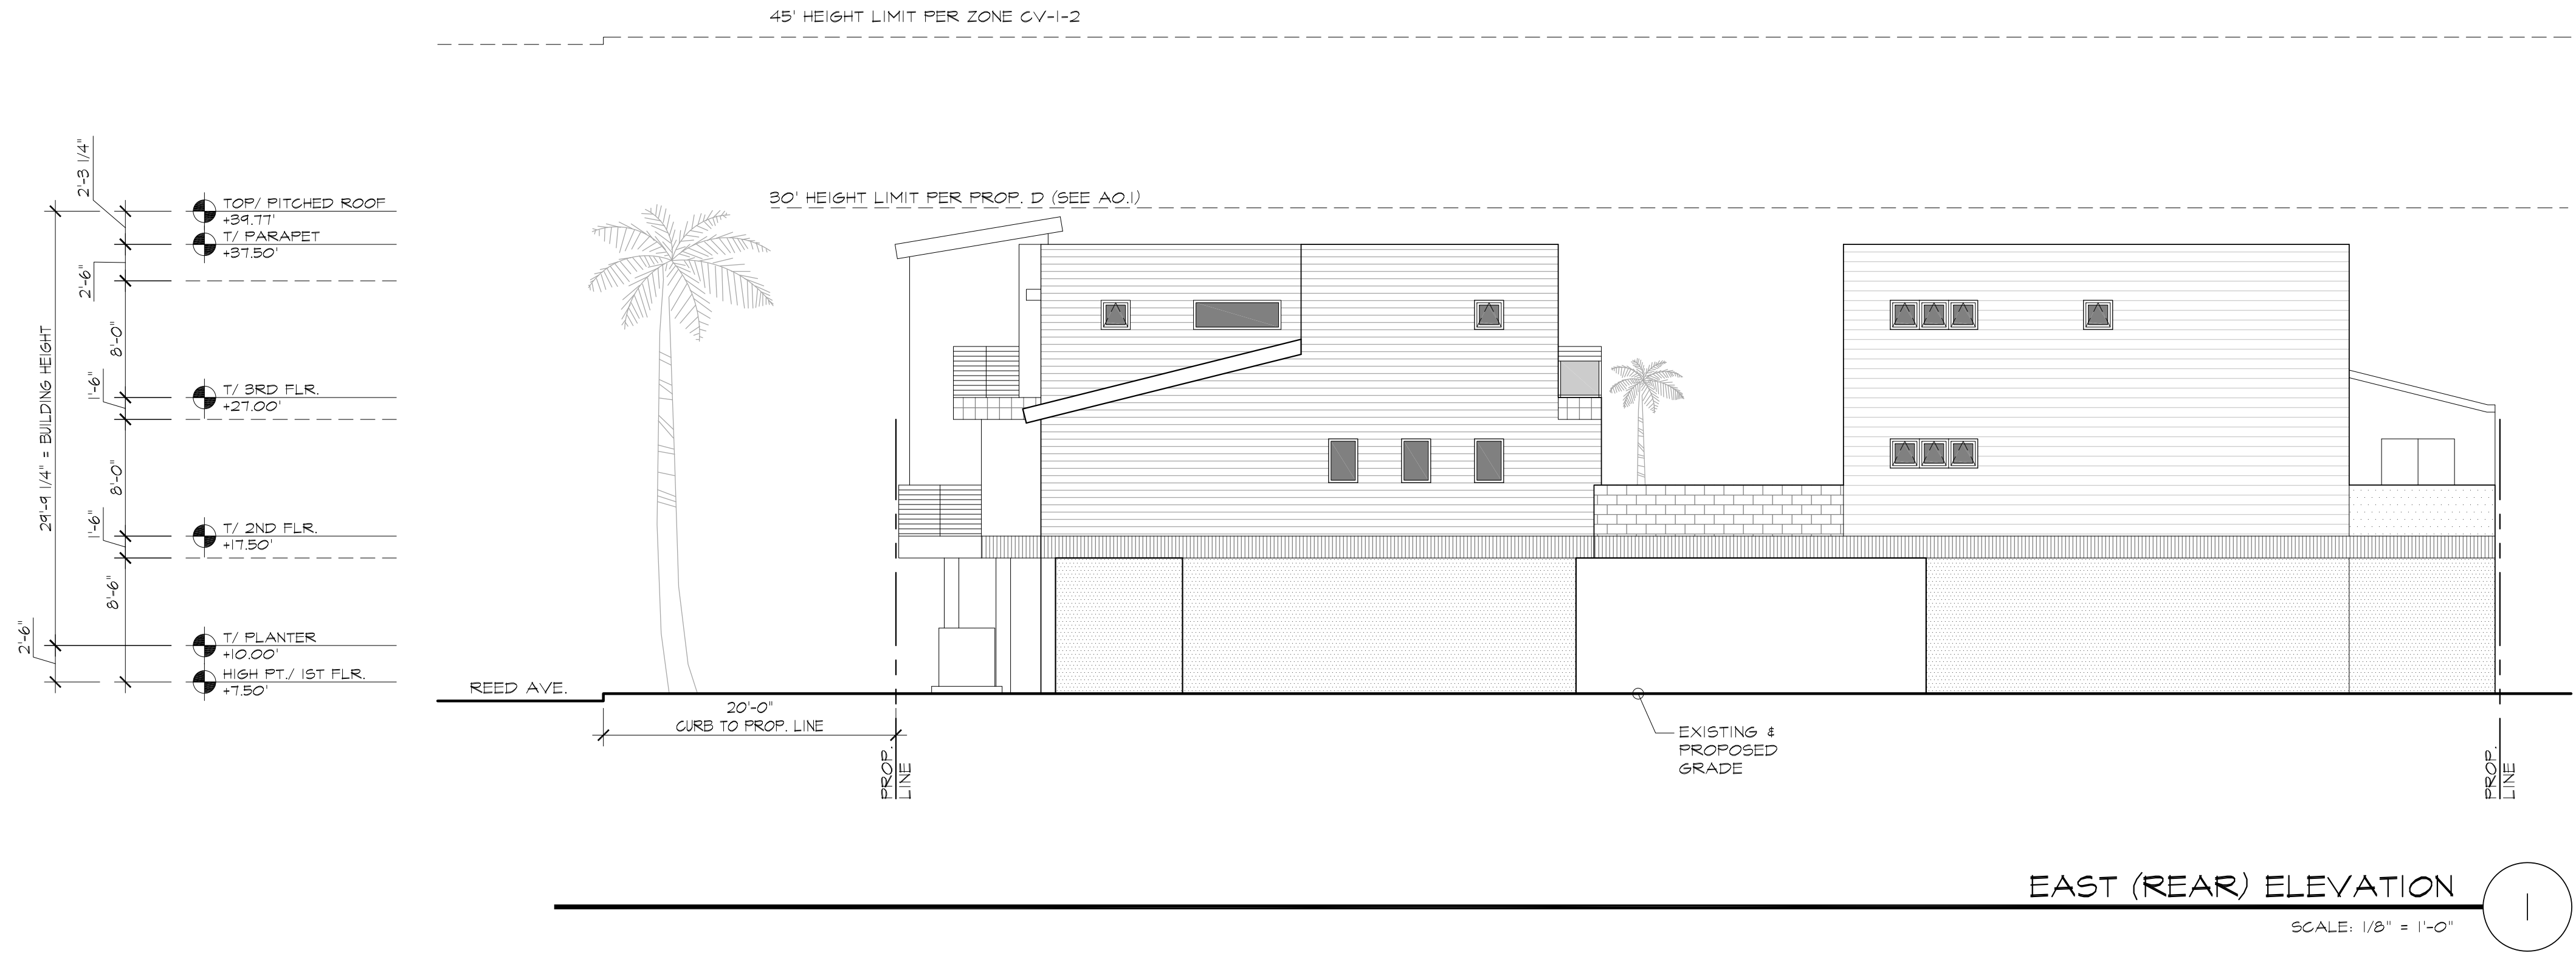 45' HEIGHT LIMIT PER ZONE CV-1-2
30' HEIGHT LIMIT PER PROP. D (SEE A0.1)
2'-3 1/4"
2'-6"
8'-0"
1'-6"
8'-0"
1'-6"
8'-6"
29'-9 1/4" = BUILDING HEIGHT
2'-6"
TOP/ PITCHED ROOF
+39.77'
T/ PARAPET
+37.50'
T/ 3RD FLR.
+27.00'
T/ 2ND FLR.
+17.50'
T/ PLANTER
+10.00'
HIGH PT./ 1ST FLR.
+7.50'
REED AVE.
20'-0"
CURB TO PROP. LINE
PROP.
LINE
EXISTING &
PROPOSED
GRADE
PROP.
LINE
EAST (REAR) ELEVATION
SCALE: 1/8" = 1'-0"
1